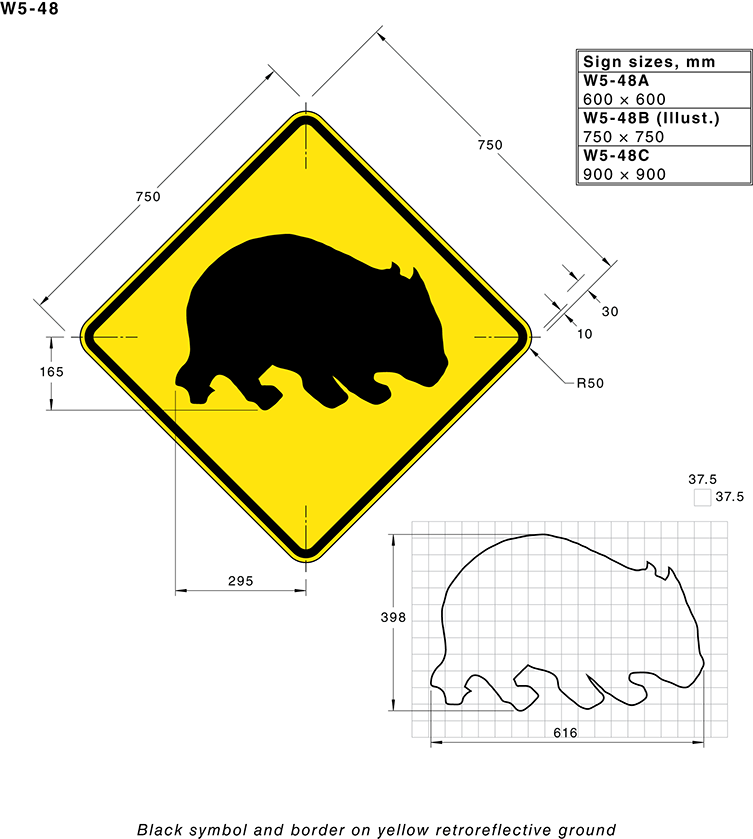 W5-48
Sign sizes, mm
W5-48A
600 × 600
W5-48B (Illust.)
750 × 750
W5-48C
900 × 900
750
750
30
10
165
R50
37.5
37.5
295
398
616
Black symbol and border on yellow retroreflective ground